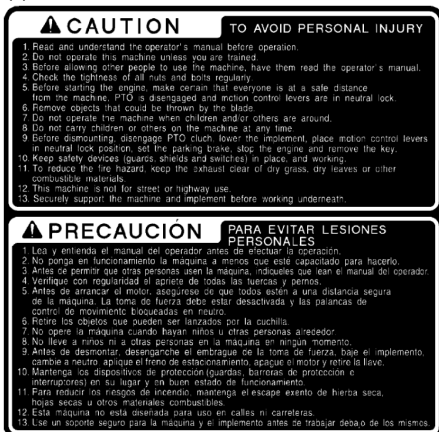 CAUTION
TO AVOID PERSONAL INJURY
1. Read and understand the operator's manual before operation.
2. Do not operate this machine unless you are trained.
3. Before allowing other people to use the machine, have them read the operator's manual.
4. Check the tightness of all nuts and bolts regularly.
5. Before starting the engine, make certain that everyone is at a safe distance
from the machine, PTO is disengaged and motion control levers are in neutral lock.
6. Remove objects that could be thrown by the blade.
7. Do not operate the machine when children and/or others are around.
8. Do not carry children or others on the machine at any time
9. Before dismounting, disengage PTO cluch, lower the implement, place motion control levers
in neutral lock position, set the parking brake, stop the engine and remove the key.
10. Keep safety devices (guards, shields and switches) in place, and working.
11. To reduce the fire hazard, keep the exhaust clear of dry grass, dry leaves or other
combustible materials.
12. This machine is not for street or highway use.
13. Securely support the machine and implement before working underneath.
PRECAUCIÓN
PARA EVITAR LESIONES
PERSONALES
1. Lea y entienda el manual del operador antes de efectuar la operación.
2. No ponga en funcionamiento la máquina a menos que esté capacitado para hacerlo.
3. Antes de permitir que otras personas usen la máquina, indíqueles que lean el manual del operador.
4. Verifique con regularidad el apriete de todas las tuercas y pernos.
5. Antes de arrancar el motor, asegúrese de que todos estén a una distancia segura
de la máquina. La toma de fuerza debe estar desactivada y las palancas de
control de movimiento bloqueadas en neutro.
6. Retire los objetos que pueden ser lanzados por la cuchilla.
7. No opere la máquina cuando hayan niños u otras personas alrededor.
8. No lleve a niños ni a otras personas en la máquina en ningún momento.
9. Antes de desmontar, desenganche el embrague de la toma de fuerza, baje el implemento,
cambie a neutro aplique el freno de estacionamiento, apague el motor y retire la llave.
10. Mantenga los dispositivos de protección (guardas, barreras de protección o
interruptores) en su lugar y en buen estado de funcionamiento.
11. Para reducir los riesgos de incendio, mantenga el escape exento de hierba seca,
hojas secas u otros materiales combustibles.
12. Esta máquina no está diseñada para uso en calles ni carreteras.
13. Use un soporte seguro para la máquina y el implemento antes de trabajar debajo de los mismos.